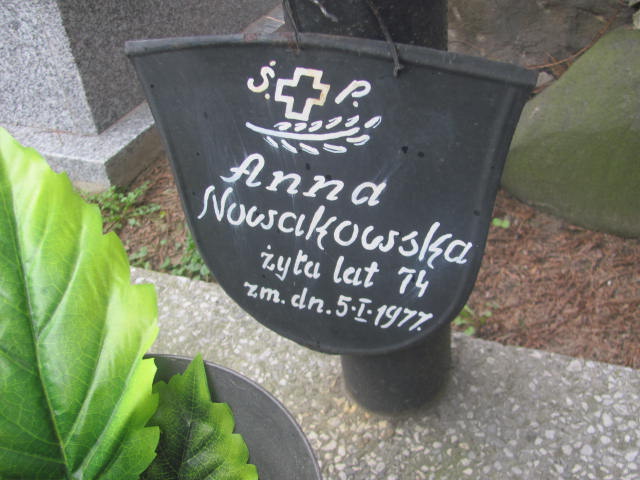 Ś. P.
Anna
Nowakowska
żyła lat 74
zm. dn. 5.I.1977.